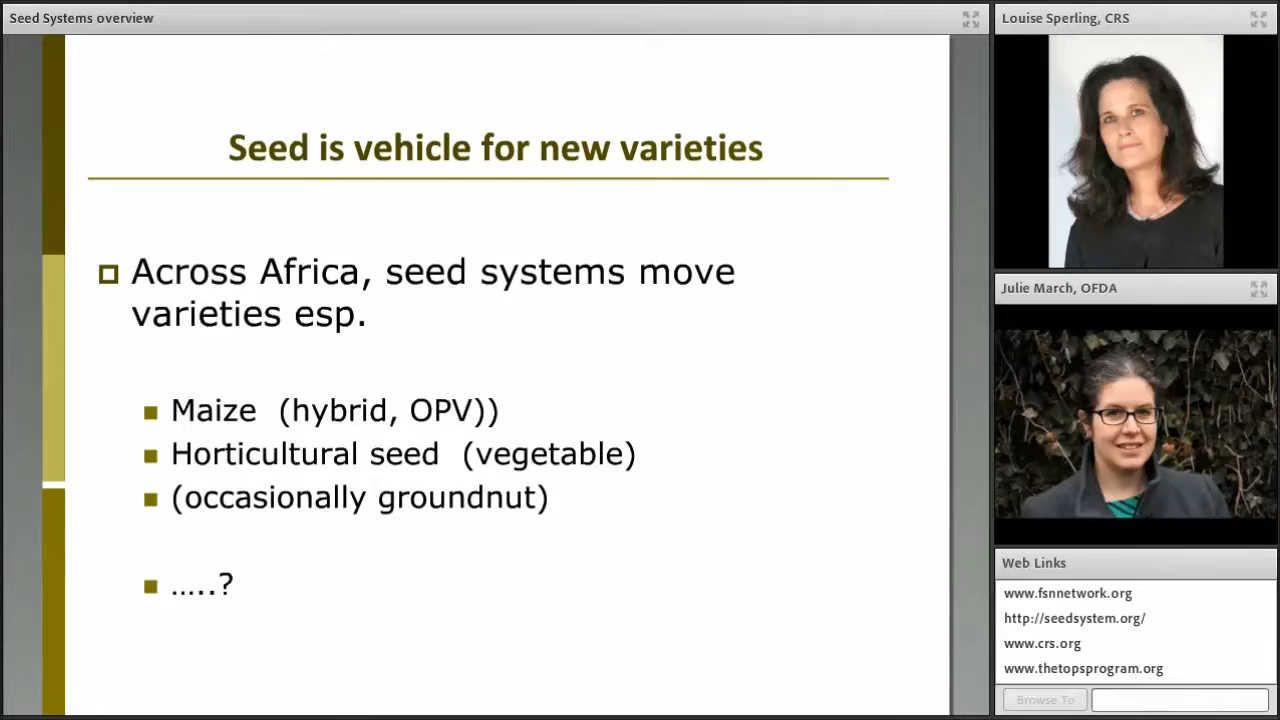 Seed Systems overview
Seed is vehicle for new varieties
Across Africa, seed systems move
varieties esp.
Maize (hybrid, OPV))
Horticultural seed (vegetable)
(occasionally groundnut)
…..?
Louise Sperling, CRS
Julie March, OFDA
Web Links
www.fsnnetwork.org
http://seedsystem.org/
www.crs.org
www.thetopsprogram.org
Browse To